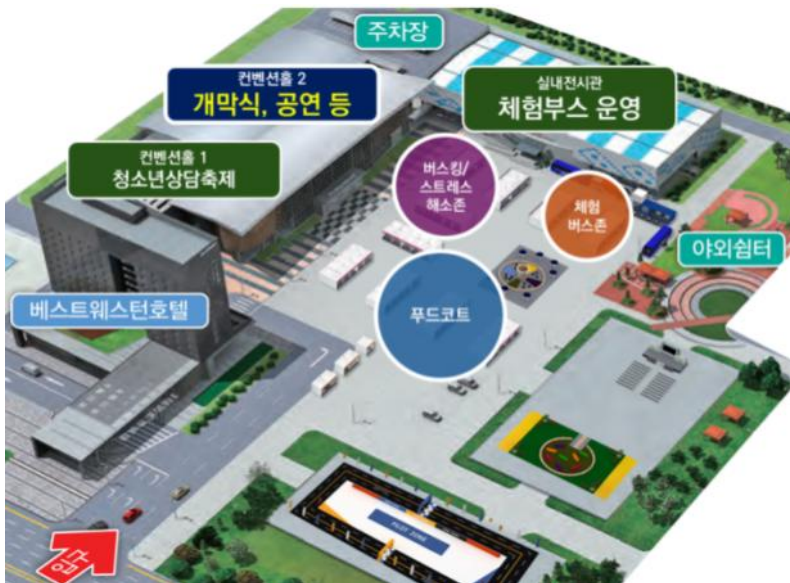 주차장
컨벤션홀 2
개막식, 공연 등
실내전시관
체험부스 운영
컨벤션홀 1
청소년상담축제
버스킹/
스트레스
해소존
체험
버스존
야외쉼터
베스트웨스턴호텔
푸드코트
입구